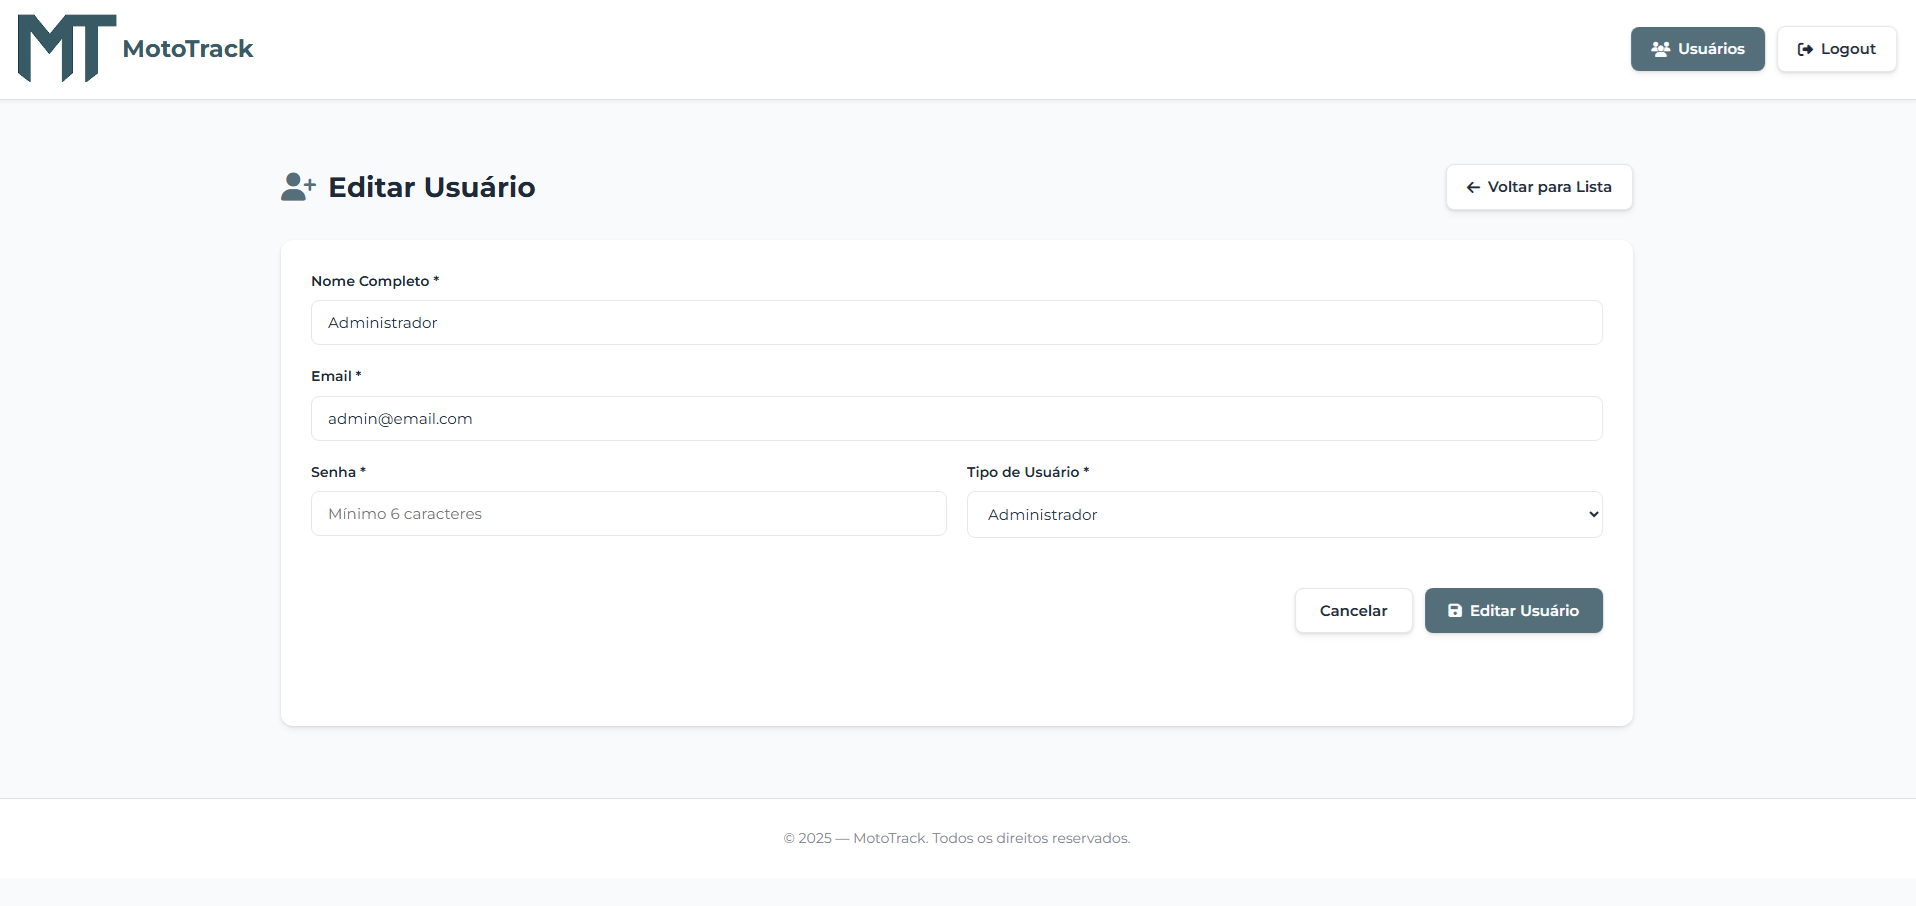 MT MotoTrack
Usuários
Logout
Editar Usuário
Voltar para Lista
Nome Completo *
Administrador
Email *
admin@email.com
Senha *
Tipo de Usuário *
Mínimo 6 caracteres
Administrador
Cancelar
Editar Usuário
© 2025 — MotoTrack. Todos os direitos reservados.